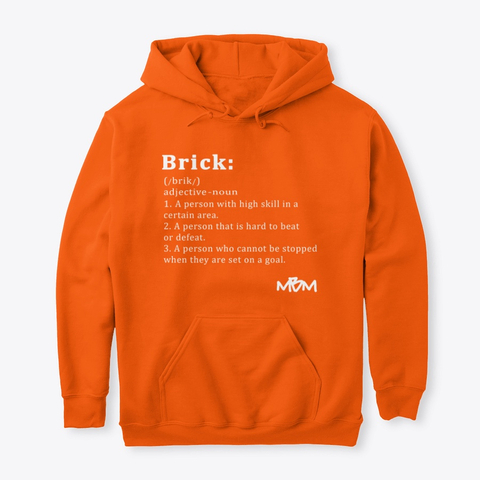 Brick:
(/brik/)
adjective-noun
1. A person with high skill in a
certain area.
2. A person that is hard to beat
or defeat.
3. A person who cannot be stopped
when they are set on a goal.
MBM